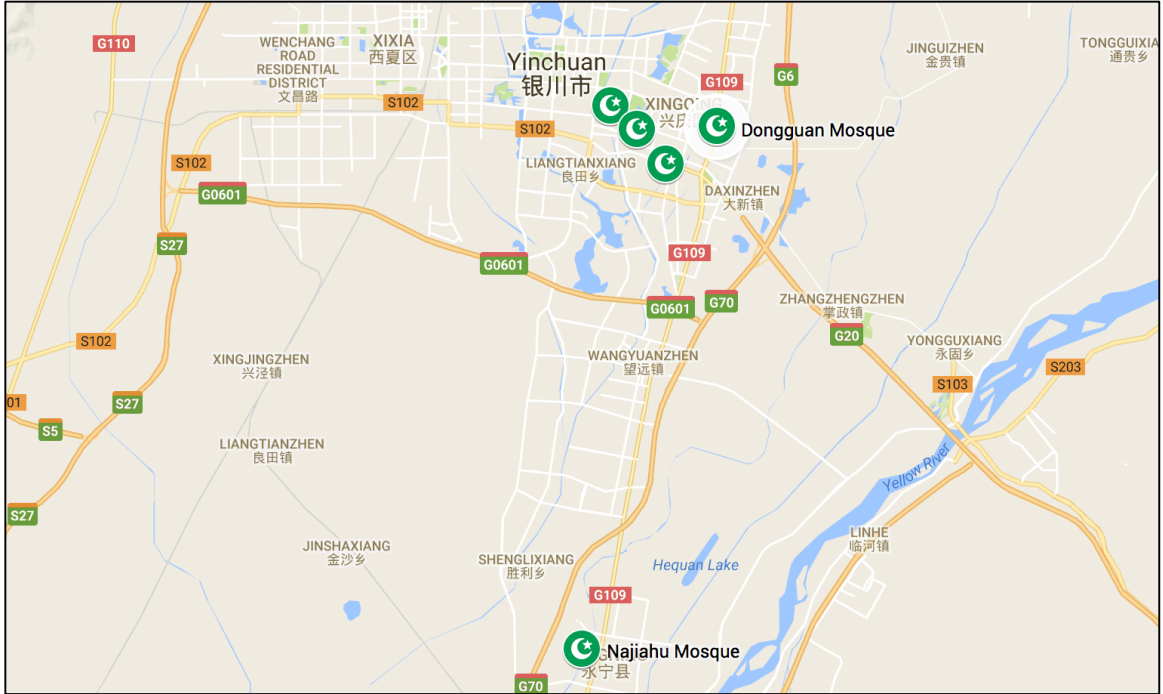 G110
WENCHANG
ROAD
RESIDENTIAL
DISTRICT
文昌路
XIXIA
西夏区
Yinchuan
银川市
JINGUIZHEN
金贵镇
TONGGUIXIA
通贵乡
G6
G109
S102
XINGQING
兴庆
Dongguan Mosque
S102
S102
LIANGTIANXIANG
良田乡
DAXINZHEN
大新镇
G0601
S27
G109
G0601
G0601
G70
ZHANGZHENGZHEN
掌政镇
G20
S102
YONGGUXIANG
永固乡
XINGJINGZHEN
兴泾镇
WANGYUANZHEN
望远镇
S203
S103
01
S27
S5
LIANGTIANZHEN
良田镇
Yellow River
S27
LINHE
临河镇
JINSHAXIANG
金沙乡
SHENGLIXIANG
胜利乡
Hequan Lake
G109
Najiahu Mosque
永宁县
G70